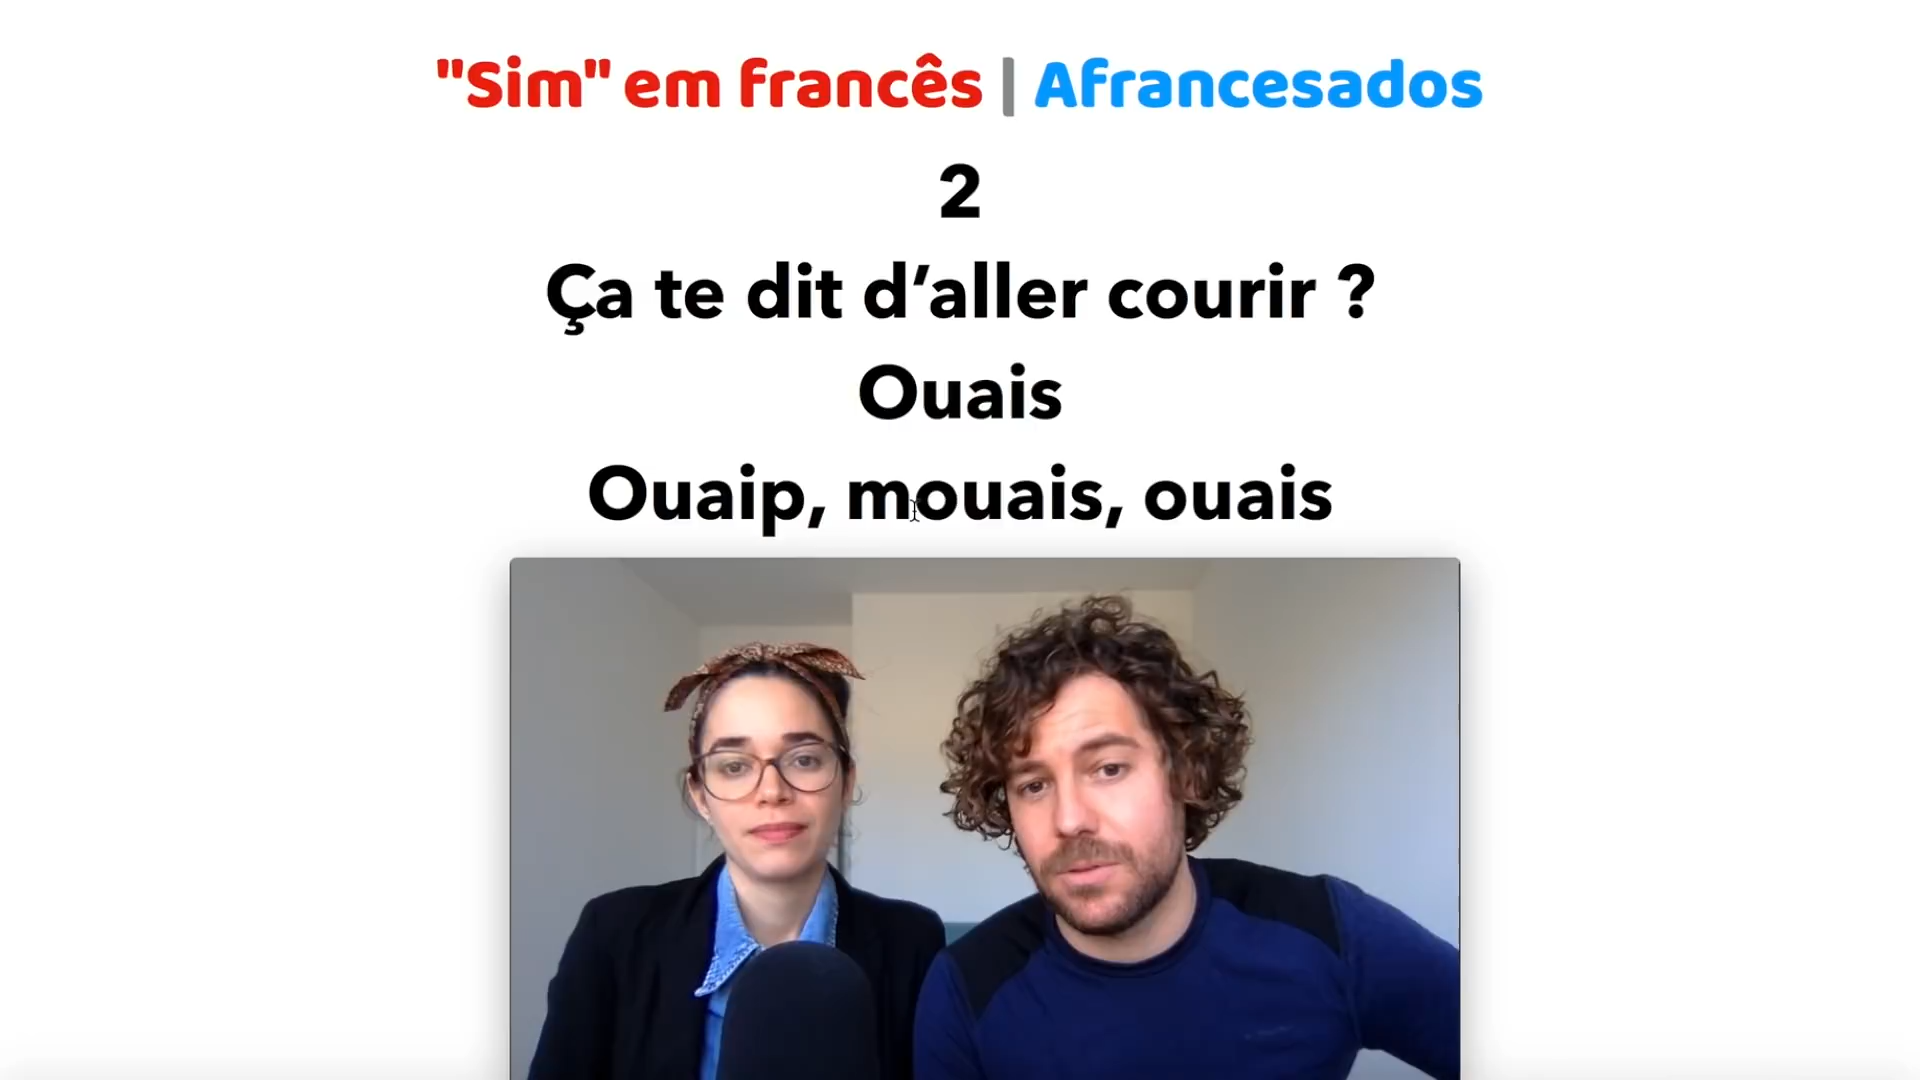 "Sim" em francês | Afrancesados
2
Ça te dit d’aller courir ?
Ouais
Ouaip, mouais, ouais